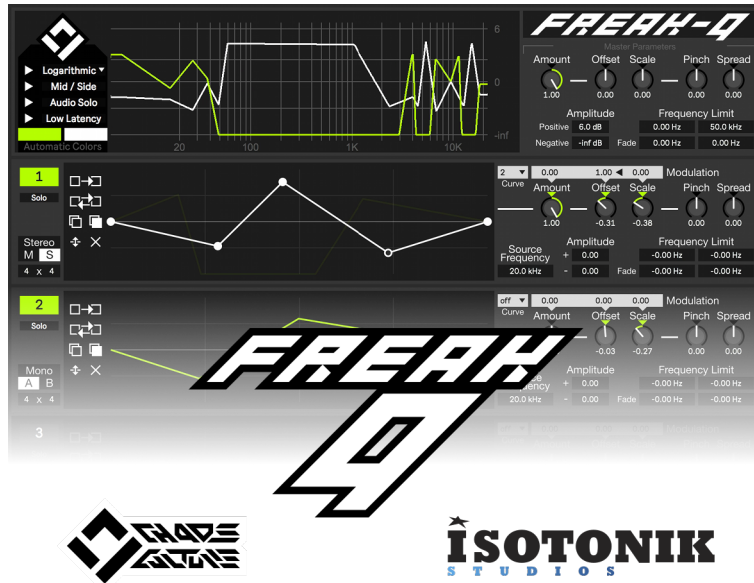 FREAK-Q
Master Parameters
Amount Offset Scale Pinch Spread
1.00 0.00 0.00 0.00 0.00
Amplitude Frequency Limit
Positive 6.0 dB 0.00 Hz 50.0 kHz
Negative -inf dB Fade 0.00 Hz 0.00 Hz
Logarithmic
Mid / Side
Audio Solo
Low Latency
Automatic Colors
6
0
-inf
20 100 1K 10K
1
Solo
Stereo
M S
4 x 4
2 0.00 1.00 0.00 Modulation
Curve
Amount Offset Scale Pinch Spread
1.00 -0.31 -0.38 0.00 0.00
Source Frequency
Amplitude Frequency Limit
+ 0.00 -0.00 Hz -0.00 Hz
20.0 kHz - 0.00 Fade -0.00 Hz -0.00 Hz
2
Solo
Mono
A B
4 x 4
off 0.00 0.00 0.00 Modulation
Curve
Amount Offset Scale Pinch Spread
-0.03 -0.27 0.00 0.00
Amplitude Frequency Limit
+ 0.00 -0.00 Hz -0.00 Hz
20.0 kHz - 0.00 Fade -0.00 Hz -0.00 Hz
3
FREAK
Q
SHADE
CULTURE
ISOTONIK
STUDIOS